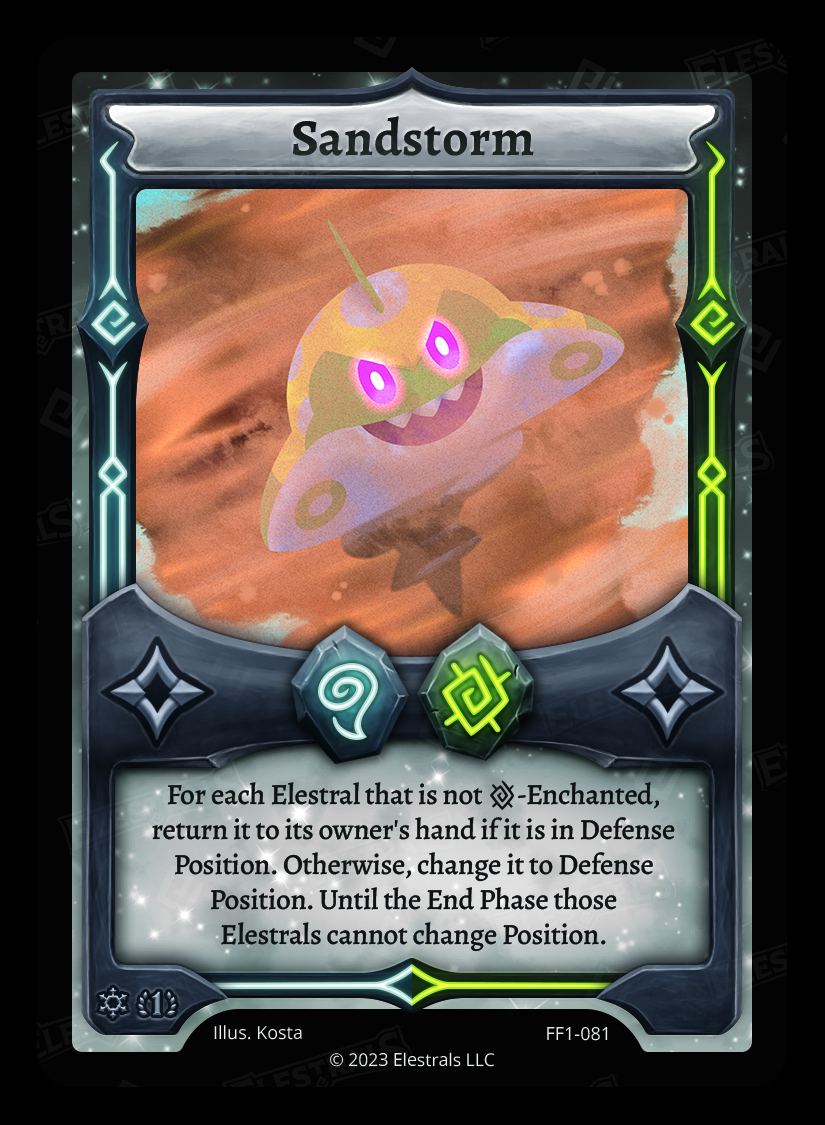 Sandstorm
For each Elestral that is not -Enchanted,
return it to its owner's hand if it is in Defense
Position. Otherwise, change it to Defense
Position. Until the End Phase those
Elestrals cannot change Position.
1
Illus. Kosta
FF1-081
© 2023 Elestrals LLC